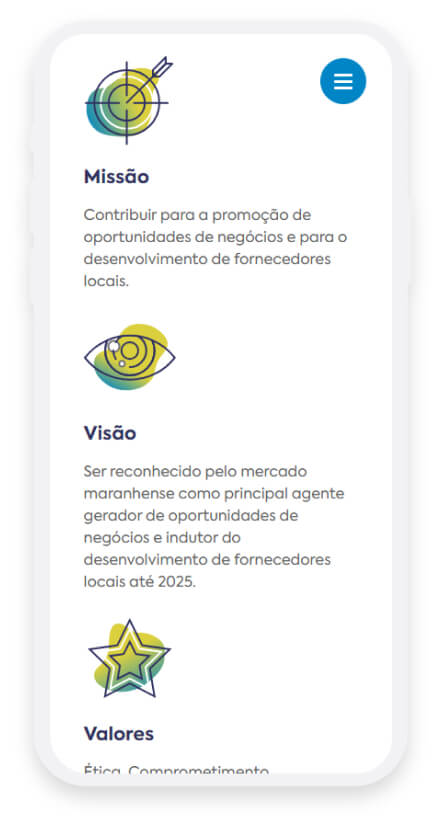 Missão
Contribuir para a promoção de
oportunidades de negócios e para o
desenvolvimento de fornecedores
locais.
Visão
Ser reconhecido pelo mercado
maranhense como principal agente
gerador de oportunidades de
negócios e indutor do
desenvolvimento de fornecedores
locais até 2025.
Valores
Ética, Comprometimento